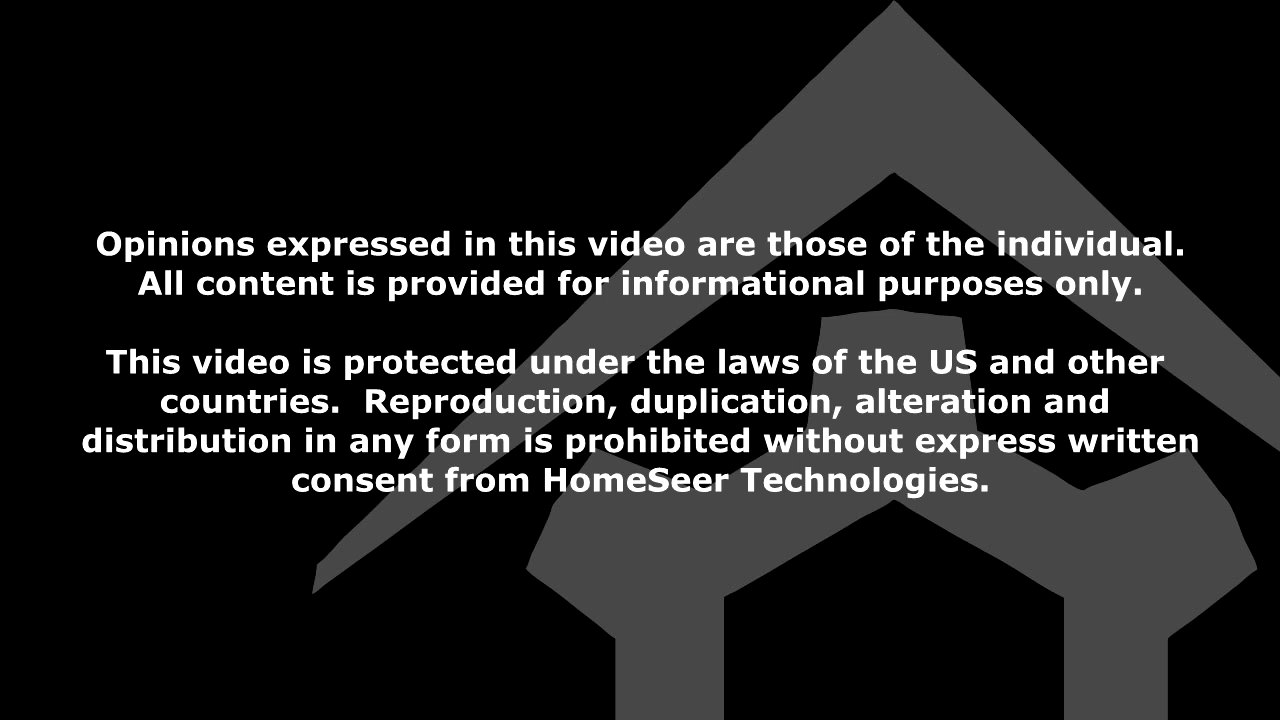 Opinions expressed in this video are those of the individual.
All content is provided for informational purposes only.
This video is protected under the laws of the US and other
countries.  Reproduction, duplication, alteration and
distribution in any form is prohibited without express written
consent from HomeSeer Technologies.